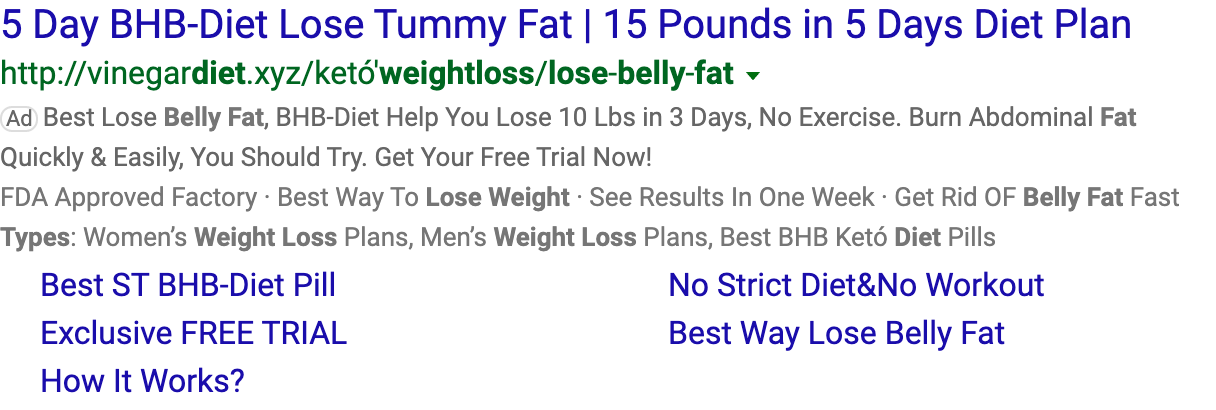 5 Day BHB-Diet Lose Tummy Fat | 15 Pounds in 5 Days Diet Plan
http://vinegardiet.xyz/ketó'weightloss/lose-belly-fat
Ad Best Lose Belly Fat, BHB-Diet Help You Lose 10 Lbs in 3 Days, No Exercise. Burn Abdominal Fat
Quickly & Easily, You Should Try. Get Your Free Trial Now!
FDA Approved Factory · Best Way To Lose Weight · See Results In One Week · Get Rid OF Belly Fat Fast
Types: Women’s Weight Loss Plans, Men’s Weight Loss Plans, Best BHB Ketó Diet Pills
Best ST BHB-Diet Pill
No Strict Diet&No Workout
Exclusive FREE TRIAL
Best Way Lose Belly Fat
How It Works?